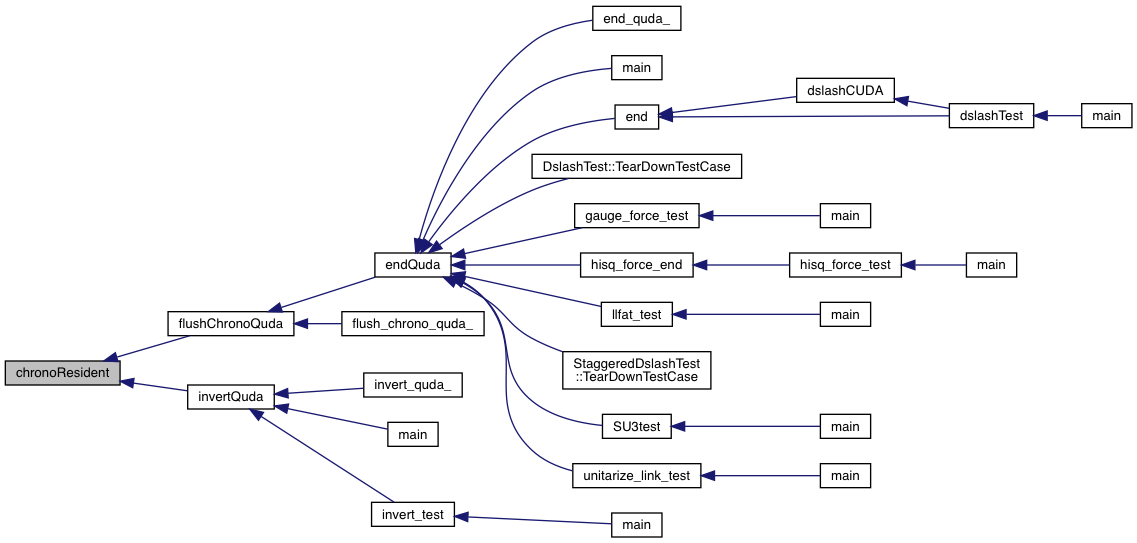 end_quda_
main
dslashCUDA
end
dslashTest
main
DslashTest::TearDownTestCase
gauge_force_test
main
endQuda
hisq_force_end
hisq_force_test
main
llfat_test
main
flushChronoQuda
flush_chrono_quda_
chronoResident
StaggeredDslashTest
::TearDownTestCase
invertQuda
invert_quda_
main
SU3test
main
unitarize_link_test
main
invert_test
main